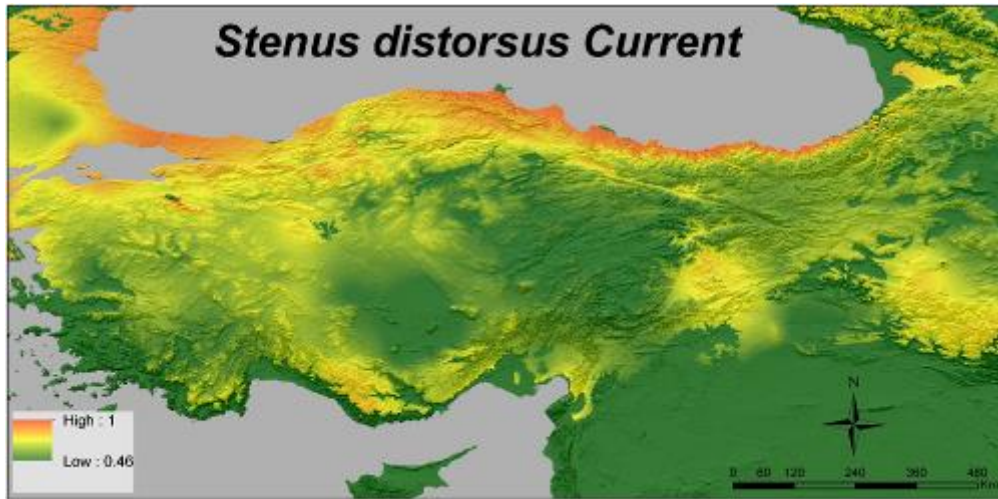 Stenus distorsus Current
N
High : 1
Low : 0.46
0 60 120 240 360 480
Km